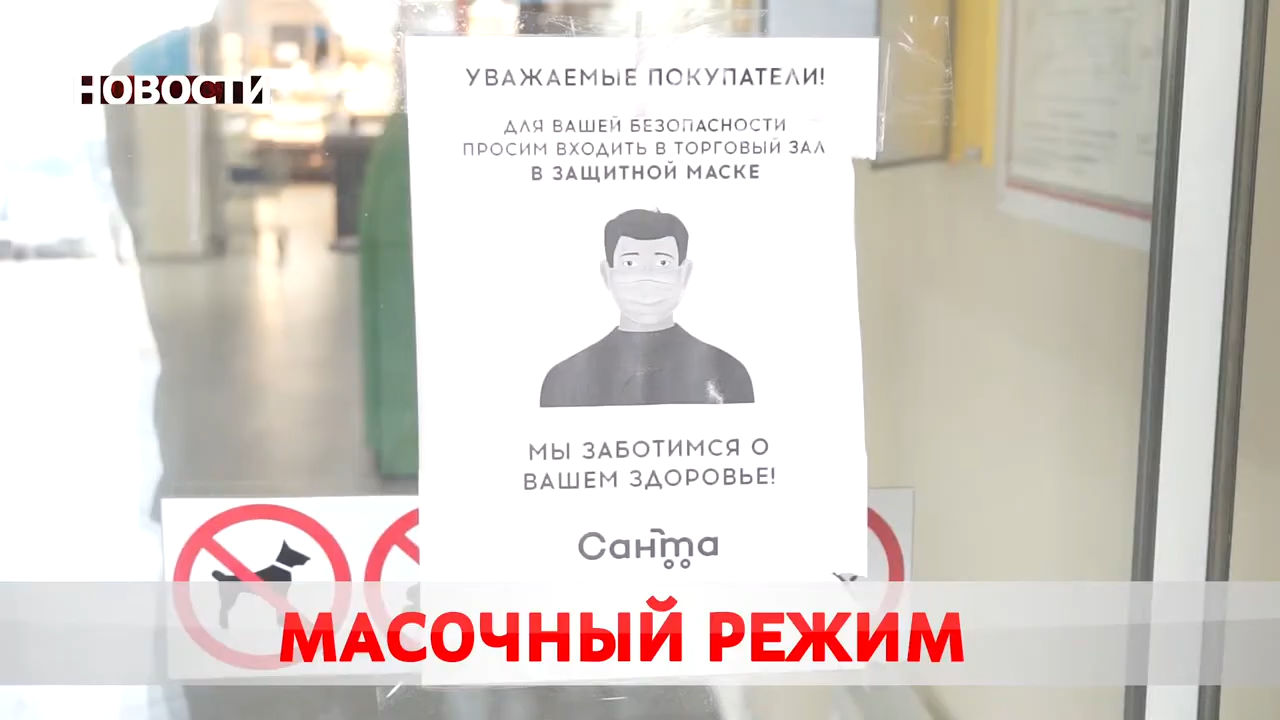 НОВОСТИ
УВАЖАЕМЫЕ ПОКУПАТЕЛИ!
ДЛЯ ВАШЕЙ БЕЗОПАСНОСТИ
ПРОСИМ ВХОДИТЬ В ТОРГОВЫЙ ЗАЛ
В ЗАЩИТНОЙ МАСКЕ
МЫ ЗАБОТИМСЯ О
ВАШЕМ ЗДОРОВЬЕ!
Санта
МАСОЧНЫЙ РЕЖИМ